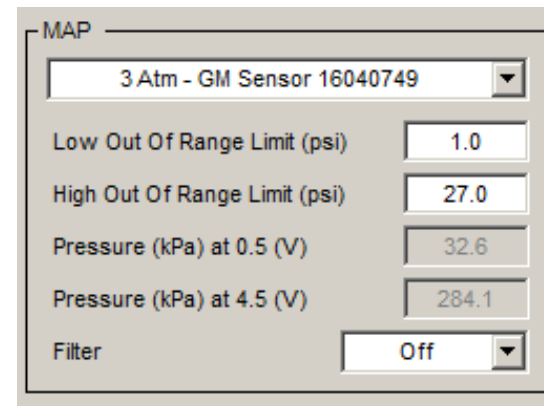 MAP
3 Atm - GM Sensor 16040749
Low Out Of Range Limit (psi) 1.0
High Out Of Range Limit (psi) 27.0
Pressure (kPa) at 0.5 (V) 32.6
Pressure (kPa) at 4.5 (V) 284.1
Filter Off